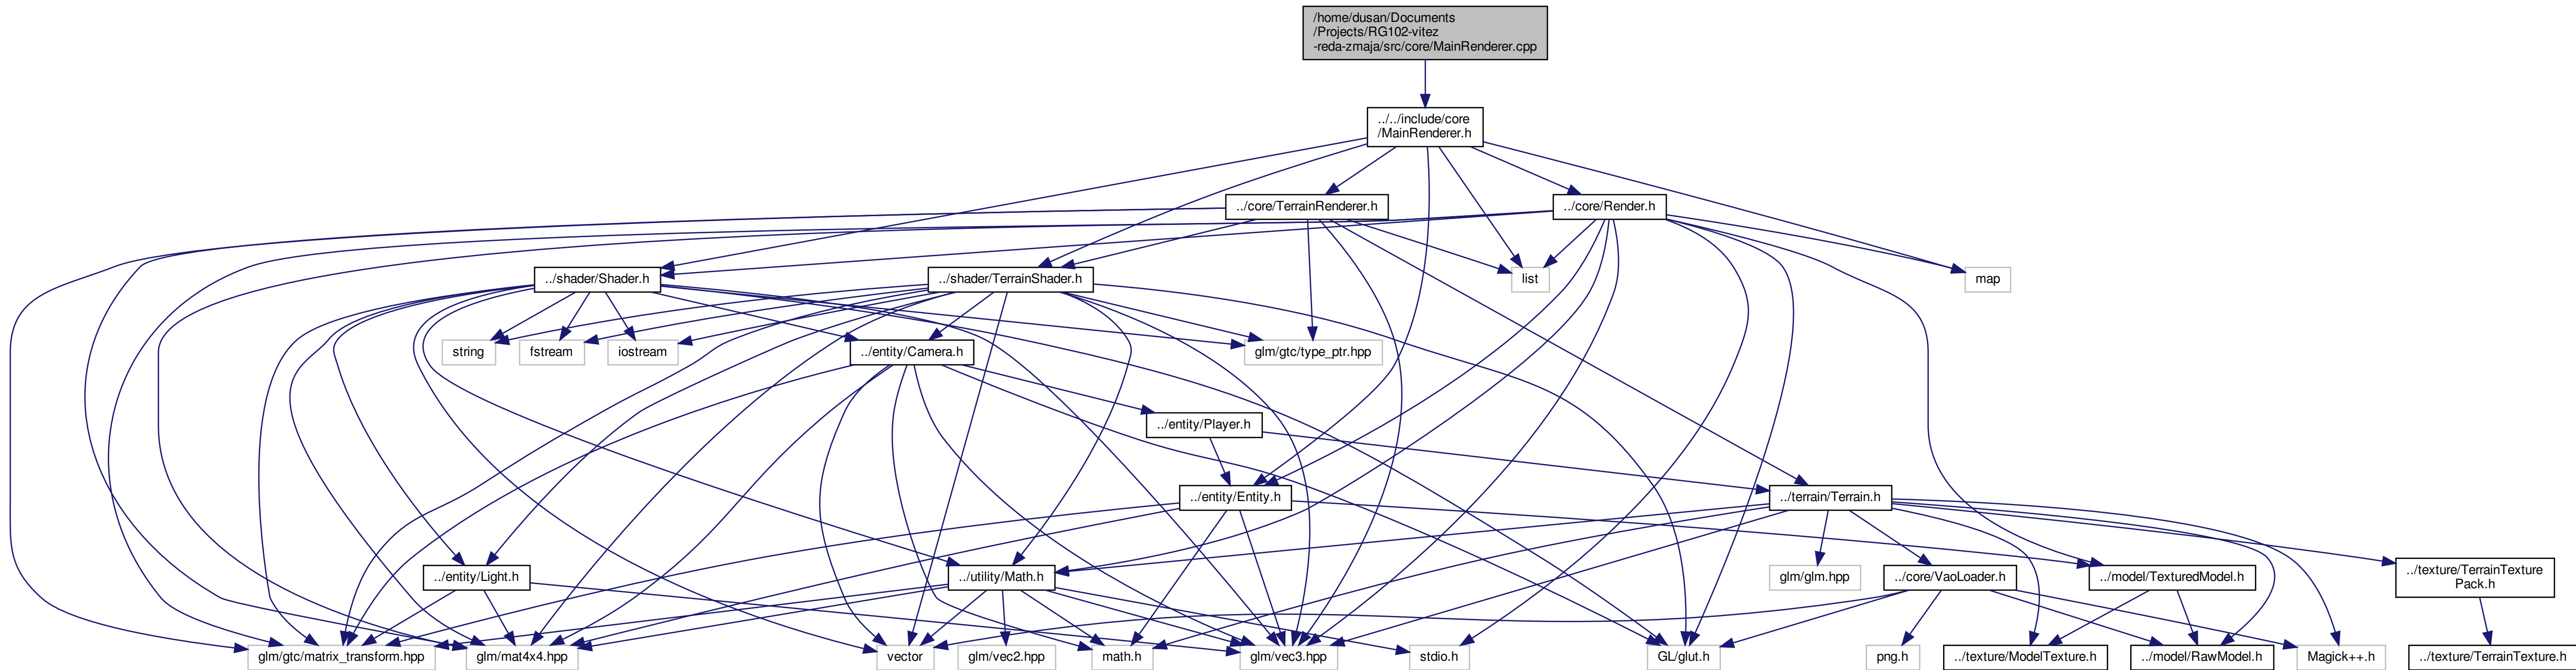 /home/dusan/Documents
/Projects/RG102-vitez
-reda-zmaja/src/core/MainRenderer.cpp
../../include/core
/MainRenderer.h
../core/TerrainRenderer.h
../core/Render.h
../shader/Shader.h
../shader/TerrainShader.h
list
map
string
fstream
iostream
../entity/Camera.h
glm/gtc/type_ptr.hpp
../entity/Player.h
../entity/Entity.h
../terrain/Terrain.h
../entity/Light.h
../utility/Math.h
glm/glm.hpp
../core/VaoLoader.h
../model/TexturedModel.h
../texture/TerrainTexture
Pack.h
glm/gtc/matrix_transform.hpp
glm/mat4x4.hpp
vector
glm/vec2.hpp
math.h
glm/vec3.hpp
stdio.h
GL/glut.h
png.h
../texture/ModelTexture.h
../model/RawModel.h
Magick++.h
../texture/TerrainTexture.h